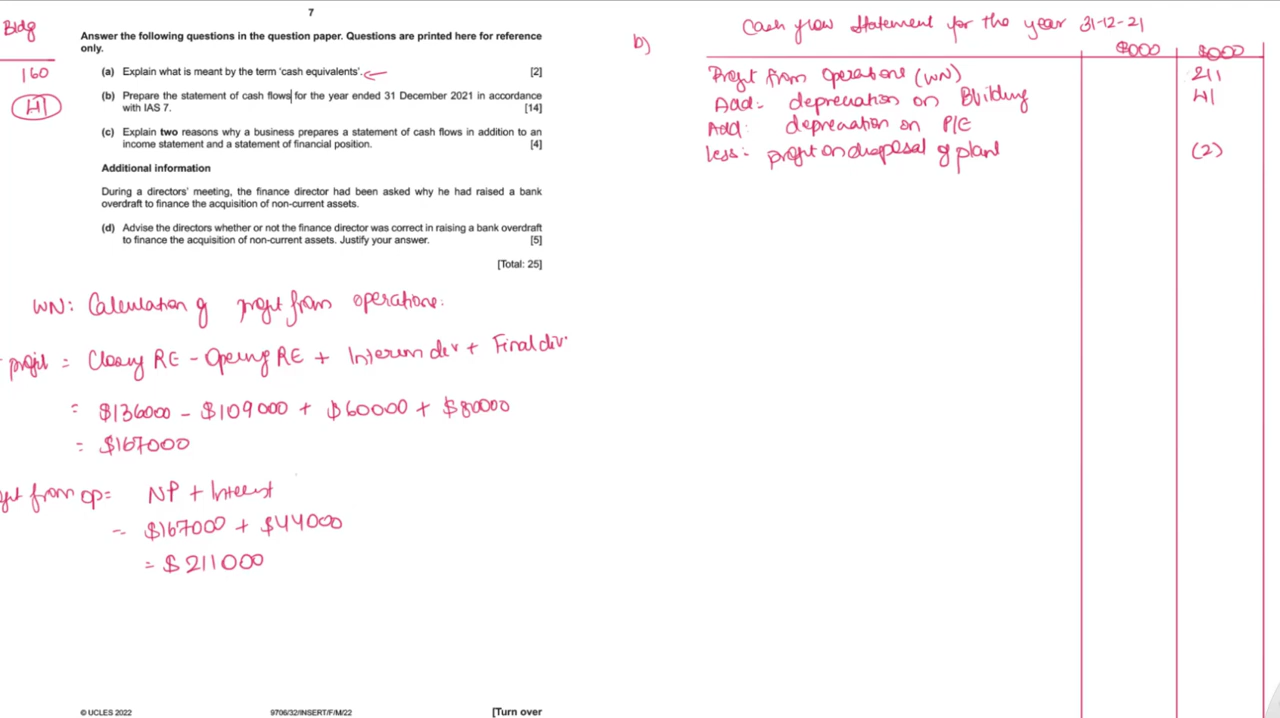 7
Bldg
160
41
Answer the following questions in the question paper. Questions are printed here for reference
only.
(a) Explain what is meant by the term 'cash equivalents'. [2]
(b) Prepare the statement of cash flows for the year ended 31 December 2021 in accordance
with IAS 7. [14]
(c) Explain two reasons why a business prepares a statement of cash flows in addition to an
income statement and a statement of financial position. [4]
Additional information
During a directors' meeting, the finance director had been asked why he had raised a bank
overdraft to finance the acquisition of non-current assets.
(d) Advise the directors whether or not the finance director was correct in raising a bank overdraft
to finance the acquisition of non-current assets. Justify your answer. [5]
[Total: 25]
WN: Calculation of profit from operations.
profit = Closing RE - Opening RE + Interim div + Final div.
= $136000 - $109000 + $60000 + $80000
= $167000
from op = NP + Interest
= $167000 + $44000
= $211000
© UCLES 2022 9706/32/INSERT/F/M/22 [Turn over
b) Cash flow Statement for the year 31-12-21
$000 $000
Profit from Operations (WN) 211
Add: depreciation on Building 41
Add: depreciation on P/E
less: profit on disposal of plant (2)